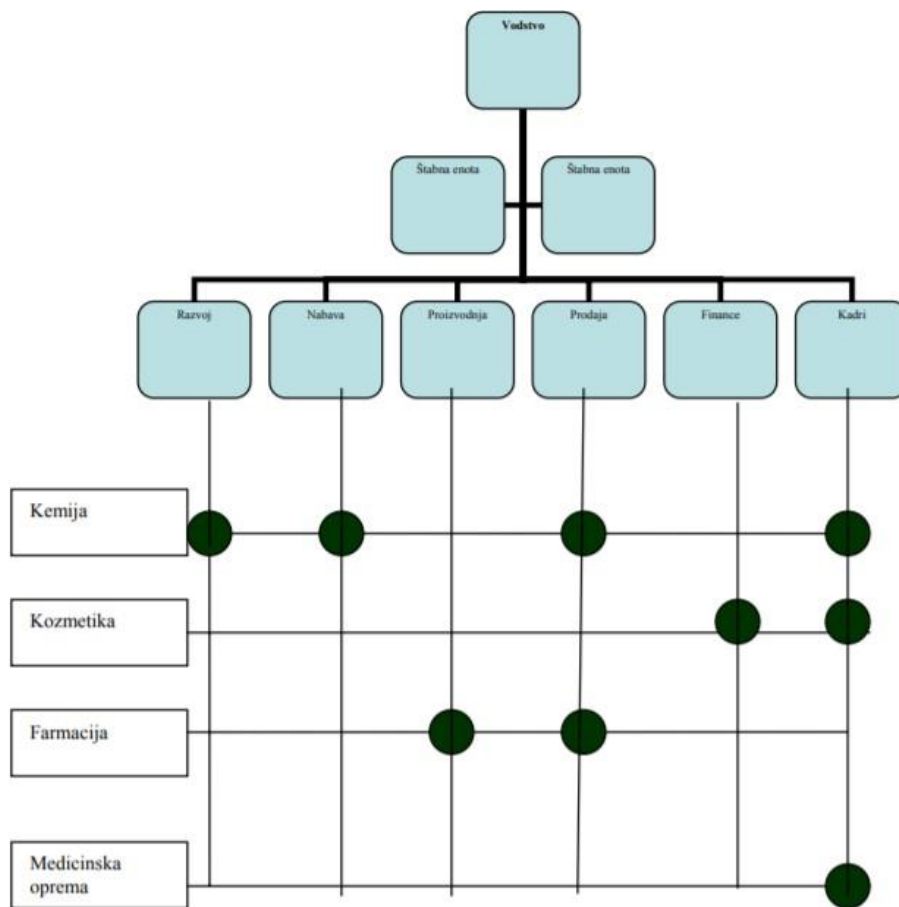 Vodstvo
Štabna enota
Štabna enota
Razvoj
Nabava
Proizvodnja
Prodaja
Finance
Kadri
Kemija
Kozmetika
Farmacija
Medicinska
oprema